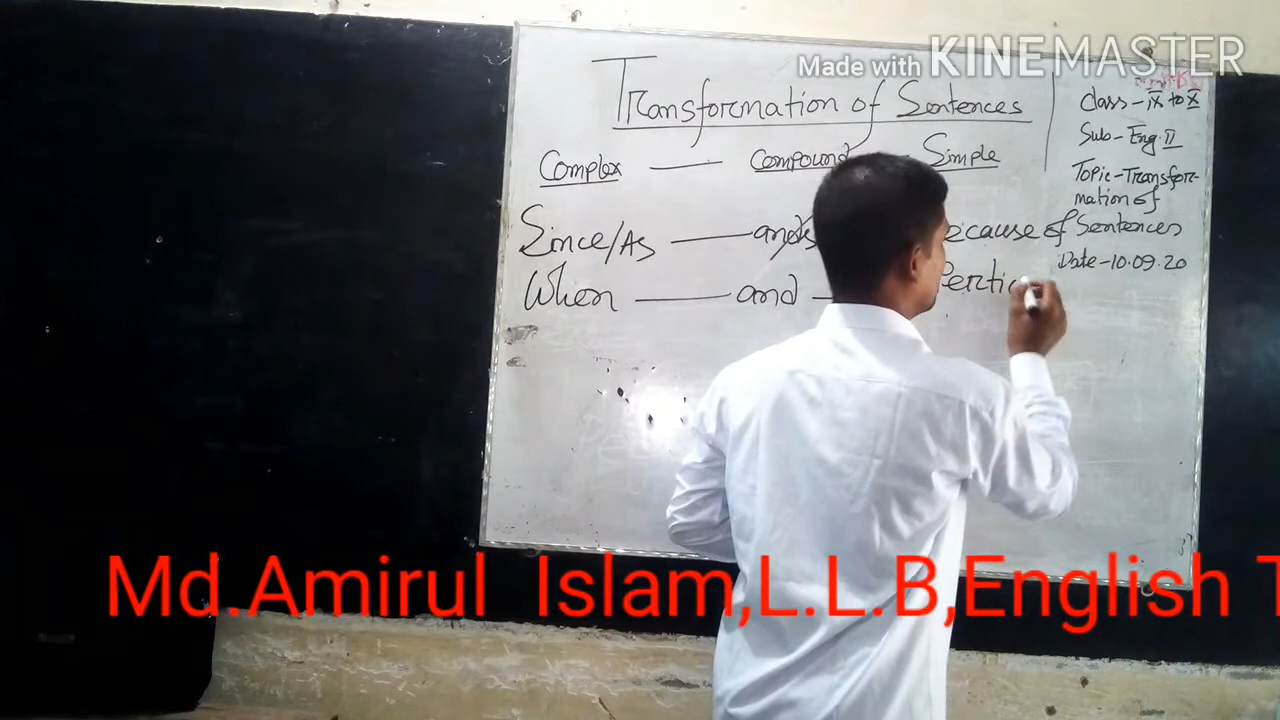 Made with KINEMASTER
Transformation of Sentences
Complex — Compound — Simple
Since/As — and — ecause of
When — and — Pertic
Class - IX to X
Sub - Eng. II
Topic - Transfor-
mation of
Sentences
Date - 10.09.20
Md.Amirul Islam,L.L.B,English T